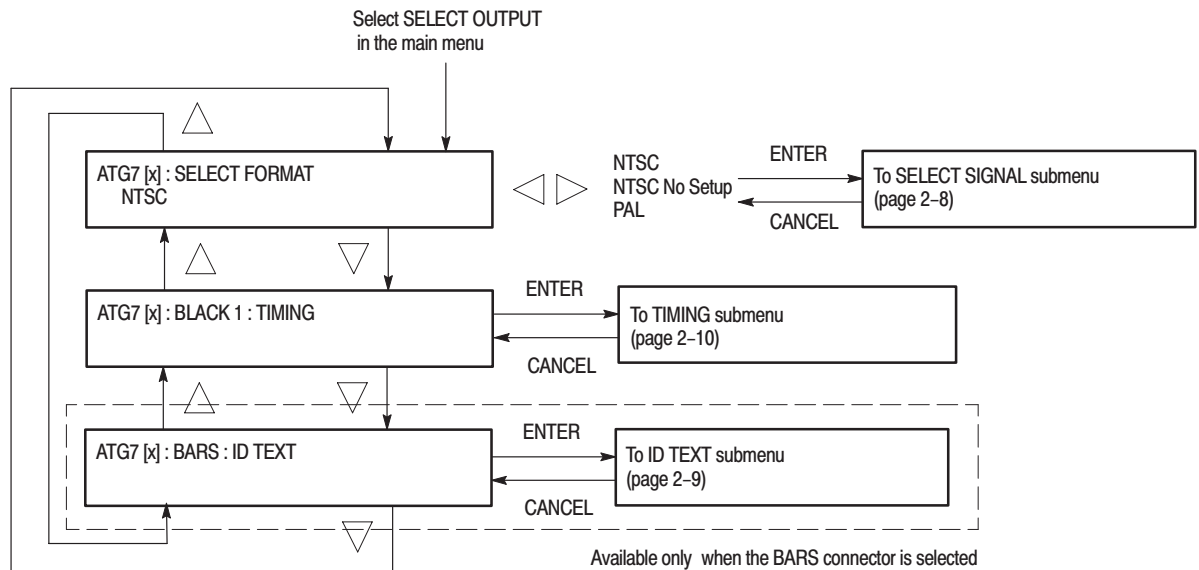 Select SELECT OUTPUT
in the main menu
ATG7 [x] : SELECT FORMAT
NTSC
NTSC
NTSC No Setup
PAL
ENTER
CANCEL
To SELECT SIGNAL submenu
(page 2–8)
ATG7 [x] : BLACK 1 : TIMING
ENTER
CANCEL
To TIMING submenu
(page 2–10)
ATG7 [x] : BARS : ID TEXT
ENTER
CANCEL
To ID TEXT submenu
(page 2–9)
Available only when the BARS connector is selected